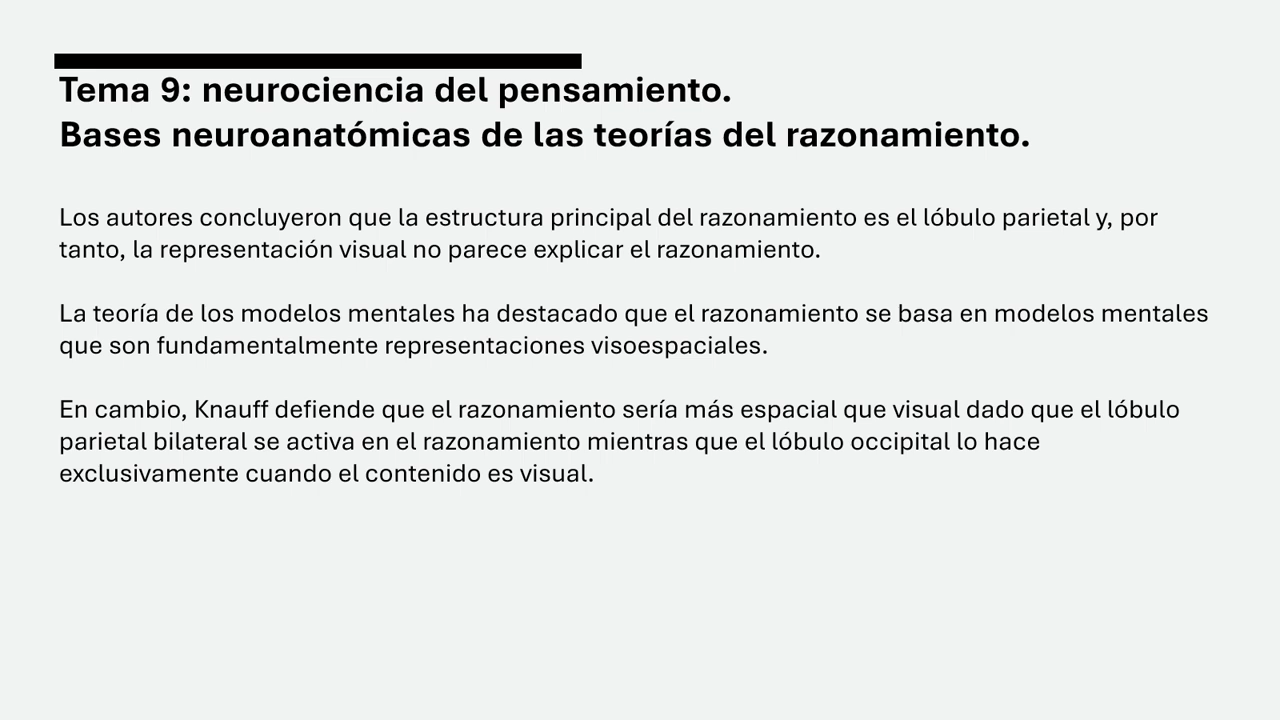 Tema 9: neurociencia del pensamiento.
Bases neuroanatómicas de las teorías del razonamiento.
Los autores concluyeron que la estructura principal del razonamiento es el lóbulo parietal y, por
tanto, la representación visual no parece explicar el razonamiento.
La teoría de los modelos mentales ha destacado que el razonamiento se basa en modelos mentales
que son fundamentalmente representaciones visoespaciales.
En cambio, Knauff defiende que el razonamiento sería más espacial que visual dado que el lóbulo
parietal bilateral se activa en el razonamiento mientras que el lóbulo occipital lo hace
exclusivamente cuando el contenido es visual.